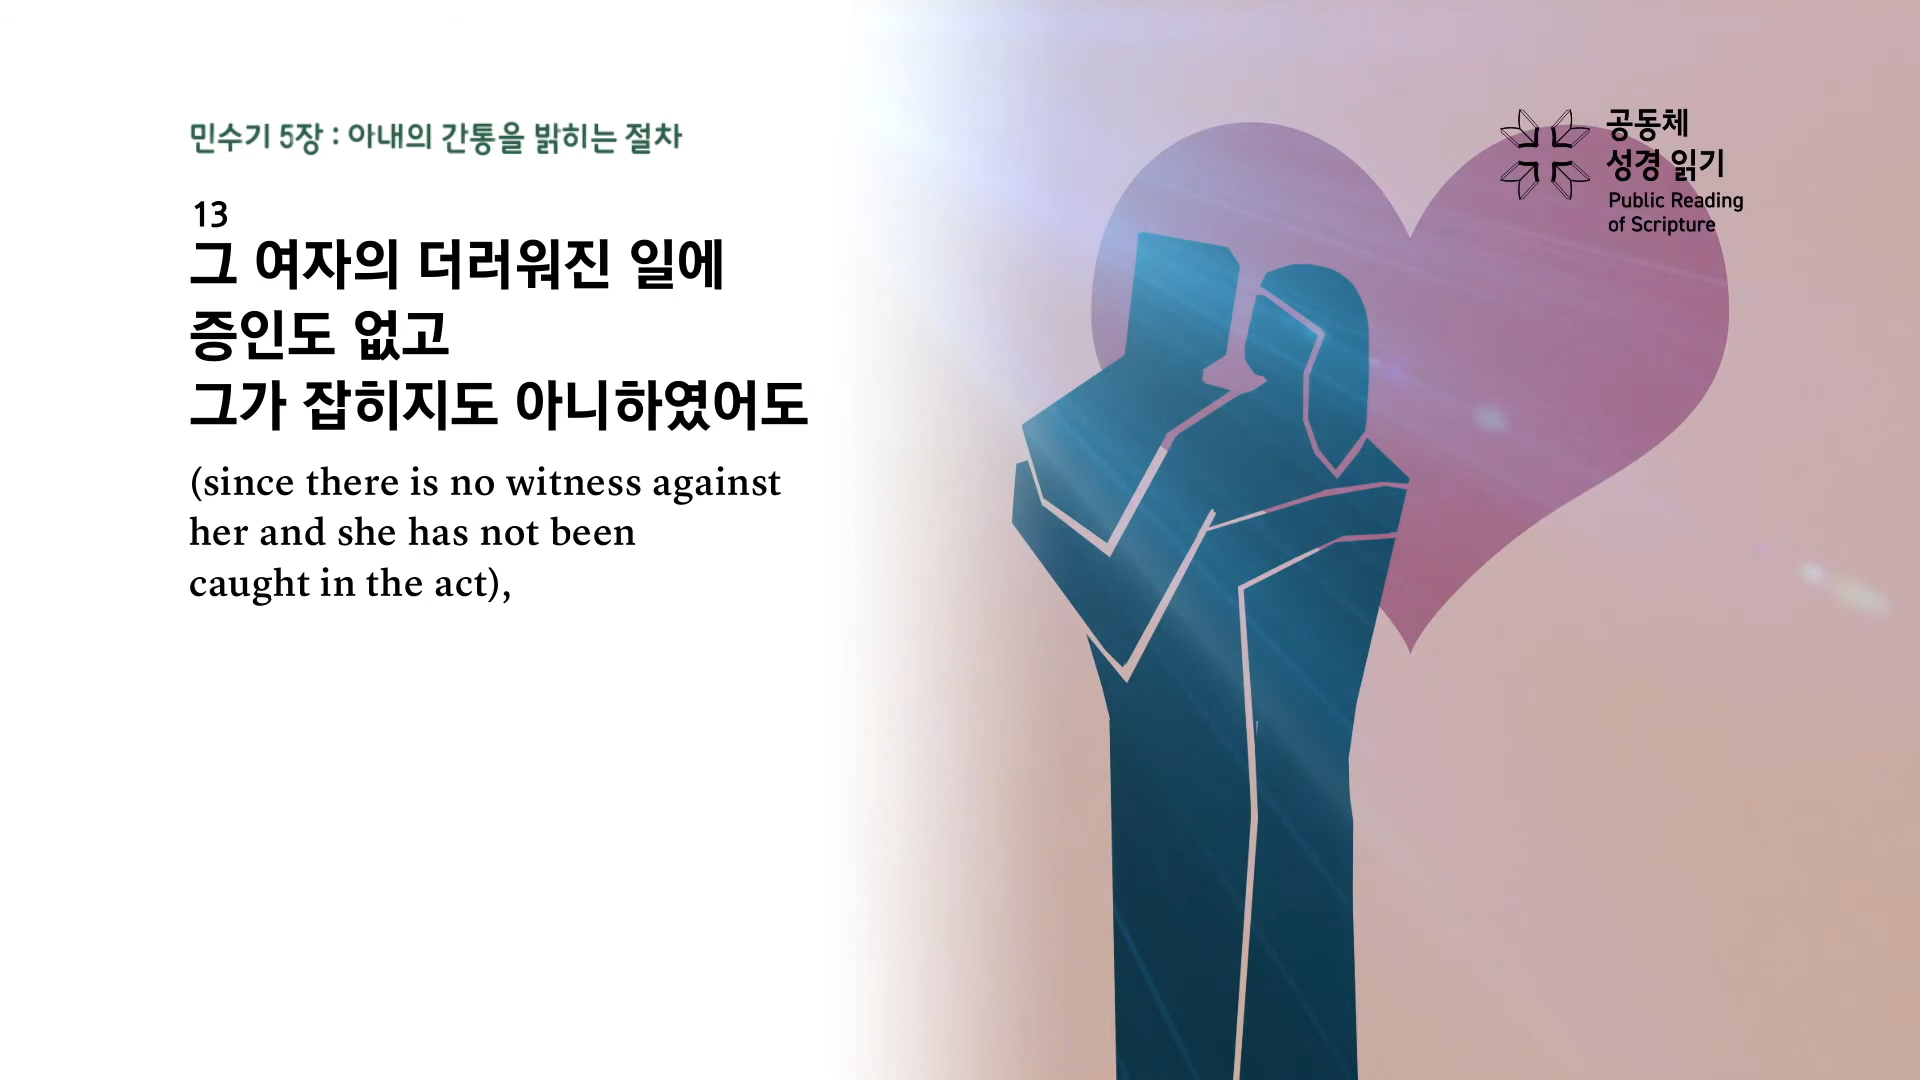 민수기 5장 : 아내의 간통을 밝히는 절차
13
그 여자의 더러워진 일에
증인도 없고
그가 잡히지도 아니하였어도
(since there is no witness against
her and she has not been
caught in the act),
공동체
성경 읽기
Public Reading
of Scripture